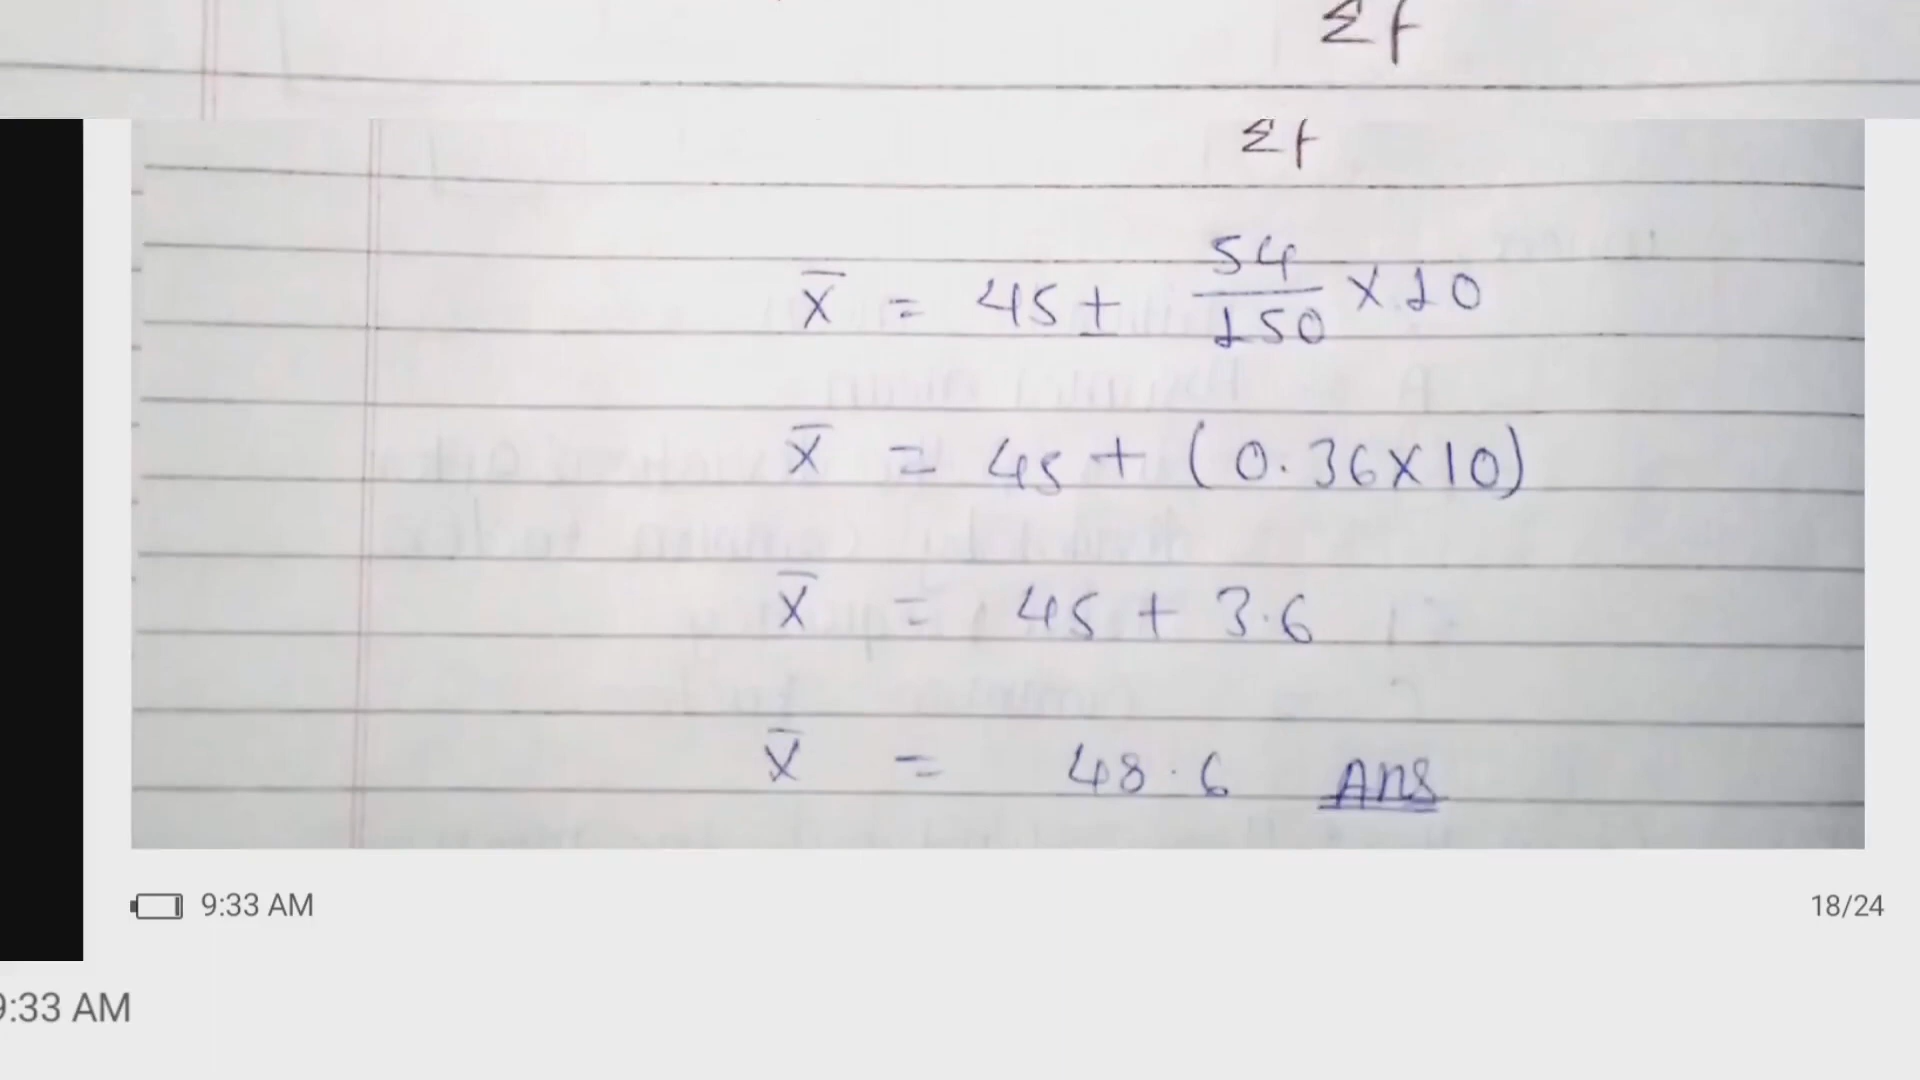 Σf
Σf
X̄ = 45 ± 54/150 × 10
X̄ = 45 + (0.36×10)
X̄ = 45 + 3.6
X̄ = 48.6 Ans
9:33 AM 18/24
9:33 AM